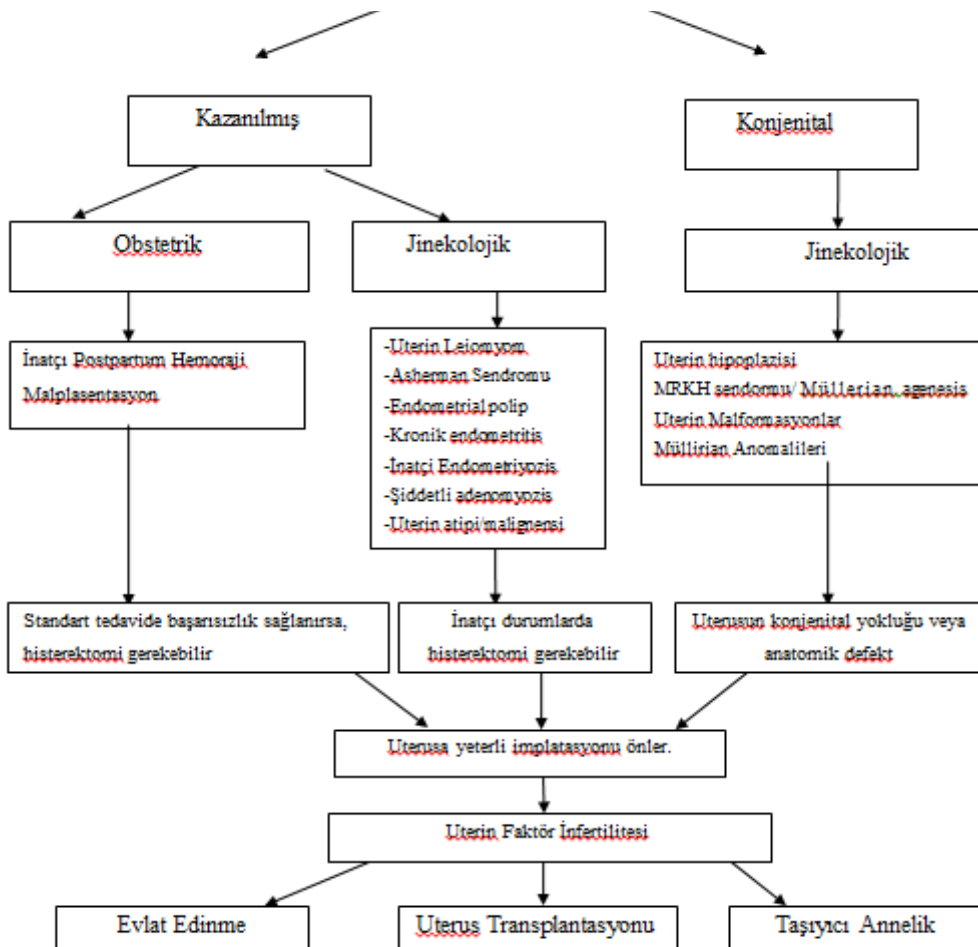 Kazanılmış
Konjenital
Obstetrik
Jinekolojik
Jinekolojik
İnatçı Postpartum Hemoraji
Malplasentasyon
-Uterin Leiomyom
-Asherman Sendromu
-Endometrial polip
-Kronik endometritis
-İnatçi Endometriyozis
-Şiddetli adenomyozis
-Uterin atipi/malignensi
Uterin hipoplazisi
MRKH sendormu/ Müllerian agenesis
Uterin Malformasyonlar
Müllirian Anomalileri
Standart tedavide başarısızlık sağlanırsa,
histerektomi gerekebilir
İnatçı durumlarda
histerektomi gerekebilir
Uterusun konjenital yokluğu veya
anatomik defekt
Uterusa yeterli implatasyonu önler.
Uterin Faktör İnfertilitesi
Evlat Edinme
Uterus Transplantasyonu
Taşıyıcı Annelik